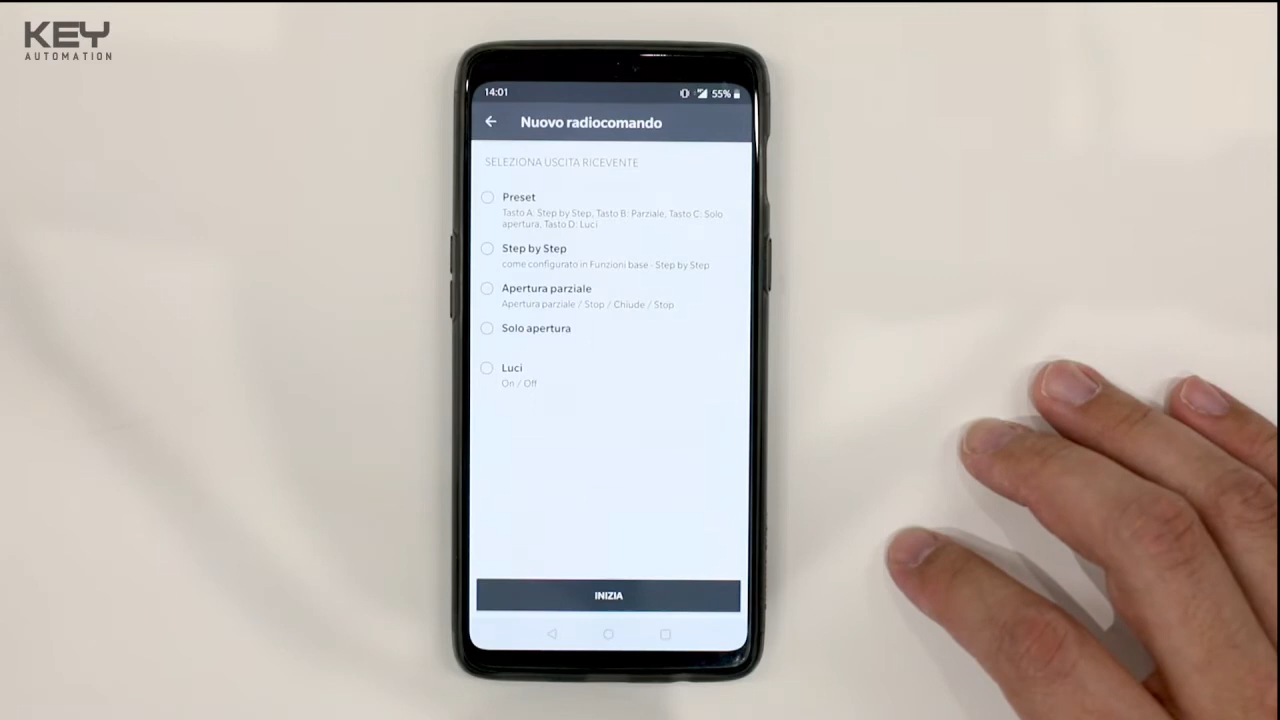 KEY
AUTOMATION
14:01
55%
Nuovo radiocomando
SELEZIONA USCITA RICEVENTE
Preset
Tasto A: Step by Step, Tasto B: Parziale, Tasto C: Solo
apertura, Tasto D: Luci
Step by Step
come configurato in Funzioni base - Step by Step
Apertura parziale
Apertura parziale / Stop / Chiude / Stop
Solo apertura
Luci
On / Off
INIZIA